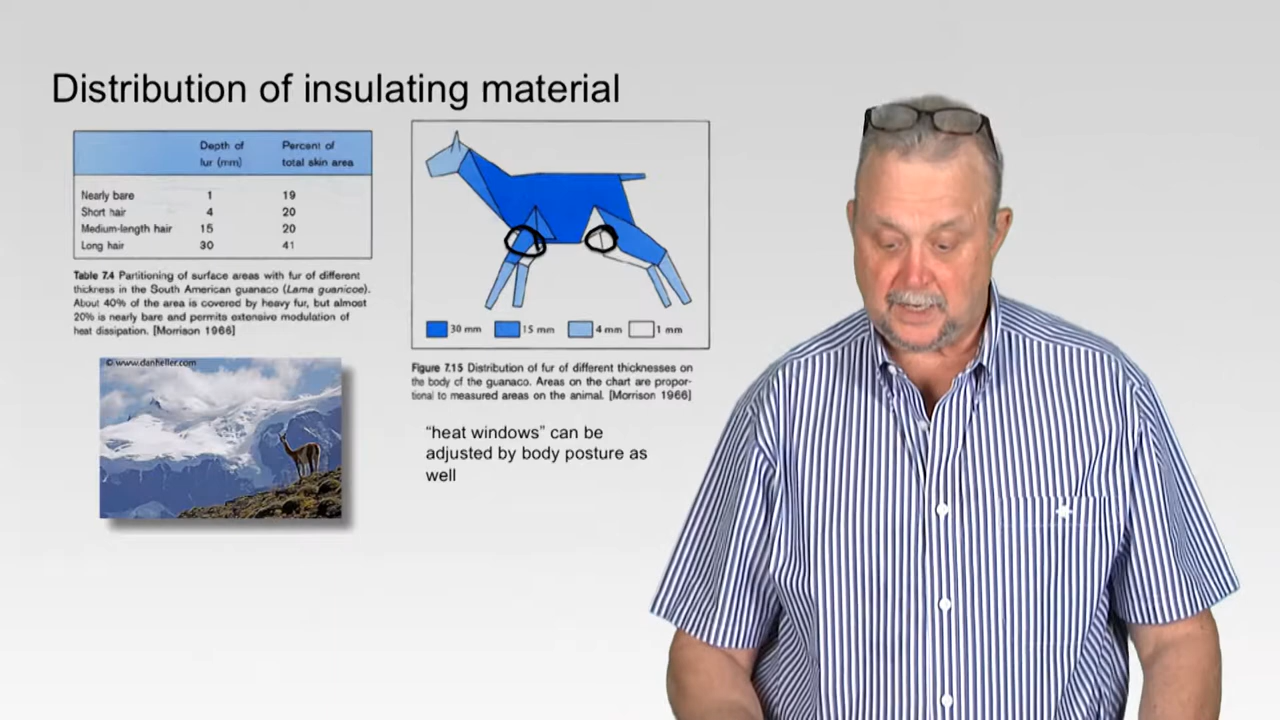 Distribution of insulating material
Depth of Percent of
fur (mm) total skin area
Nearly bare 1 19
Short hair 4 20
Medium-length hair 15 20
Long hair 30 41
Table 7.4 Partitioning of surface areas with fur of different
thickness in the South American guanaco (Lama guanicoe).
About 40% of the area is covered by heavy fur, but almost
20% is nearly bare and permits extensive modulation of
heat dissipation. [Morrison 1966]
© www.danheller.com
30 mm 15 mm 4 mm 1 mm
Figure 7.15 Distribution of fur of different thicknesses on
the body of the guanaco. Areas on the chart are propor-
tional to measured areas on the animal. [Morrison 1966]
“heat windows” can be
adjusted by body posture as
well